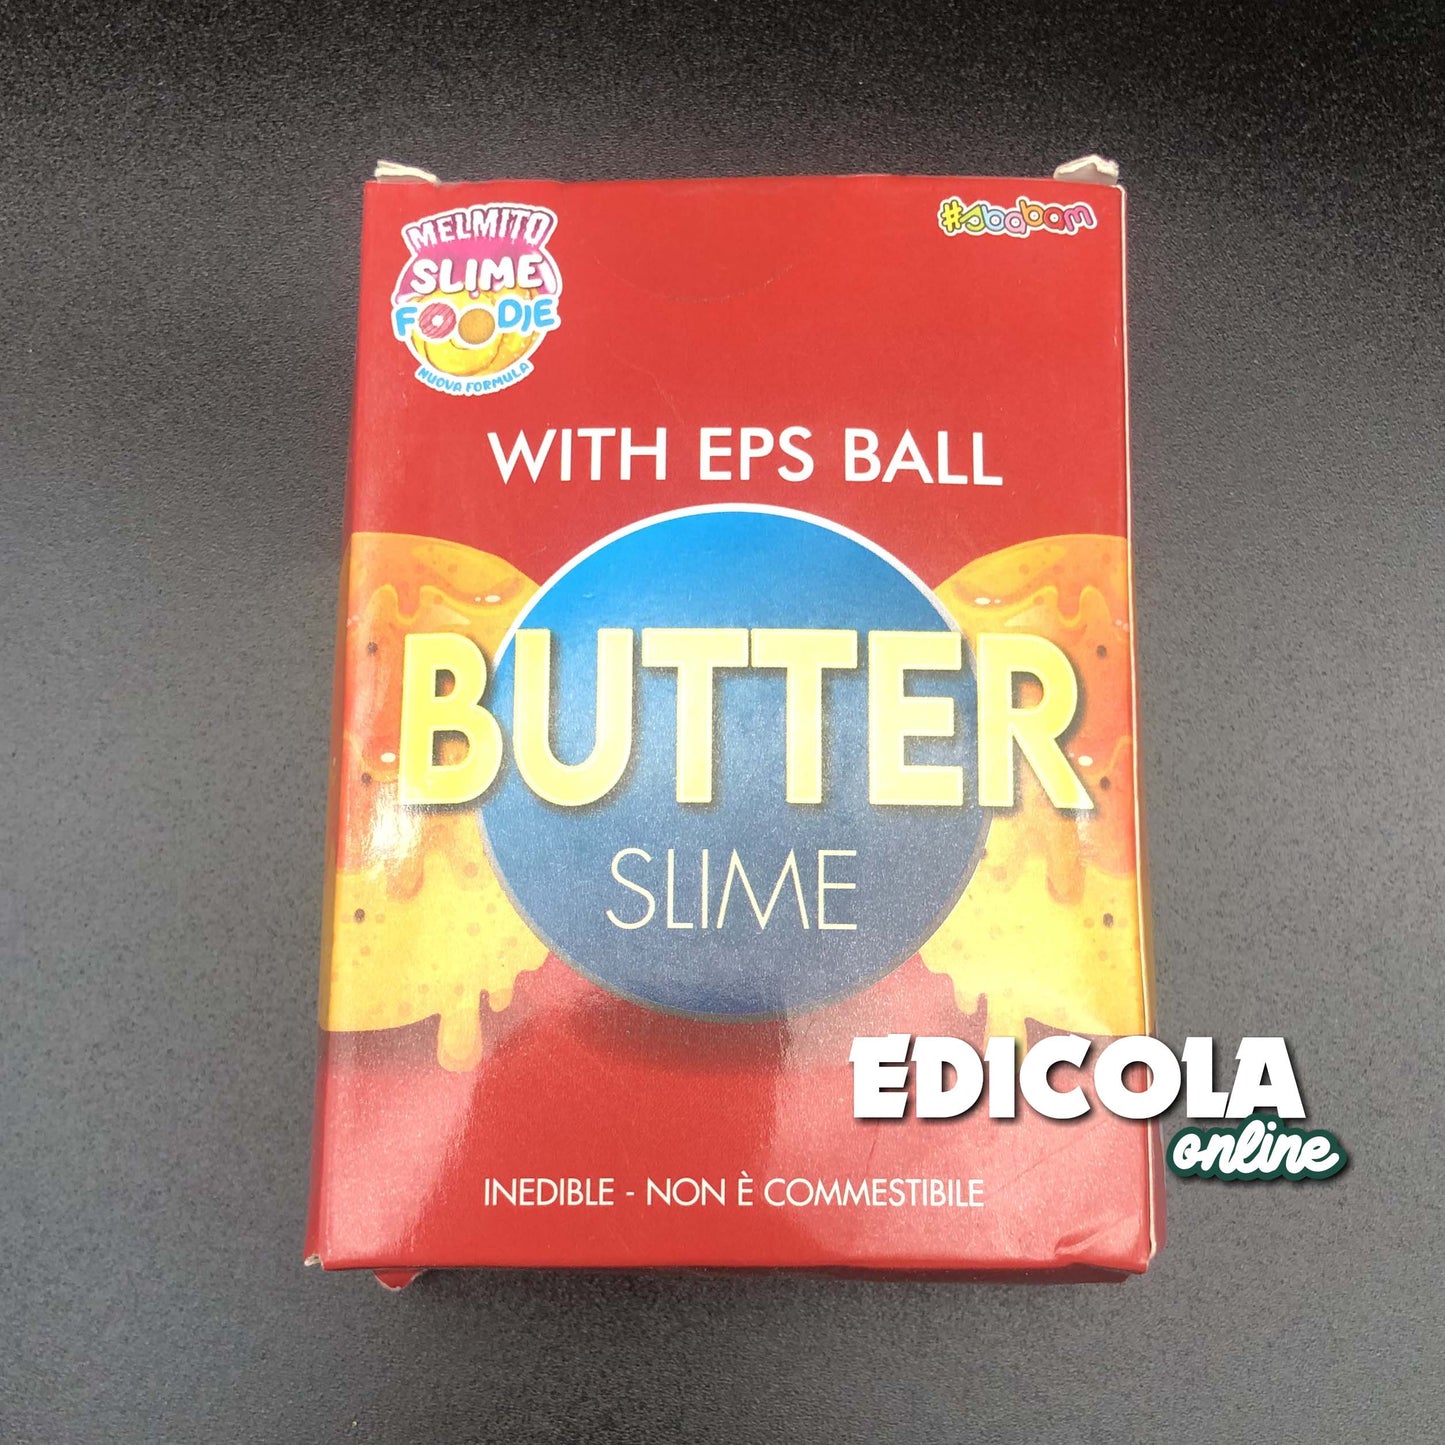 MELMITO
SLIME
FOODIE
NUOVA FORMULA
#sbabam
WITH EPS BALL
BUTTER
SLIME
EDICOLA
online
INEDIBLE - NON È COMMESTIBILE